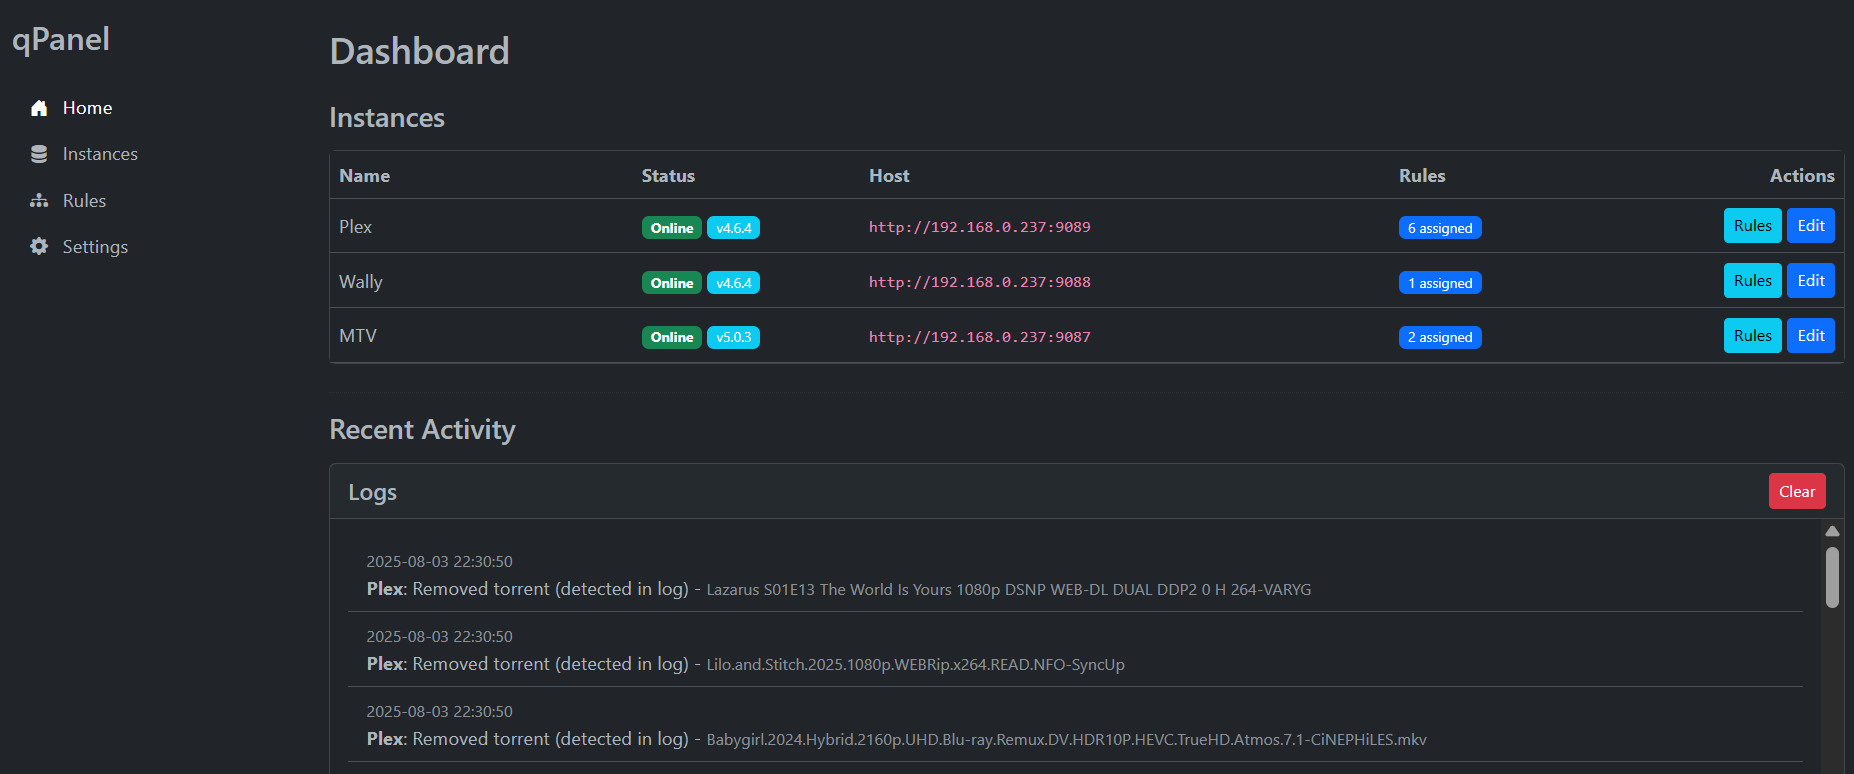 qPanel
Home
Instances
Rules
Settings
Dashboard
Instances
Name Status Host Rules Actions
Plex Online v4.6.4 http://192.168.0.237:9089 6 assigned Rules Edit
Wally Online v4.6.4 http://192.168.0.237:9088 1 assigned Rules Edit
MTV Online v5.0.3 http://192.168.0.237:9087 2 assigned Rules Edit
Recent Activity
Logs Clear
2025-08-03 22:30:50
Plex: Removed torrent (detected in log) - Lazarus S01E13 The World Is Yours 1080p DSNP WEB-DL DUAL DDP2 0 H 264-VARYG
2025-08-03 22:30:50
Plex: Removed torrent (detected in log) - Lilo.and.Stitch.2025.1080p.WEBRip.x264.READ.NFO-SyncUp
2025-08-03 22:30:50
Plex: Removed torrent (detected in log) - Babygirl.2024.Hybrid.2160p.UHD.Blu-ray.Remux.DV.HDR10P.HEVC.TrueHD.Atmos.7.1-CiNEPHiLES.mkv